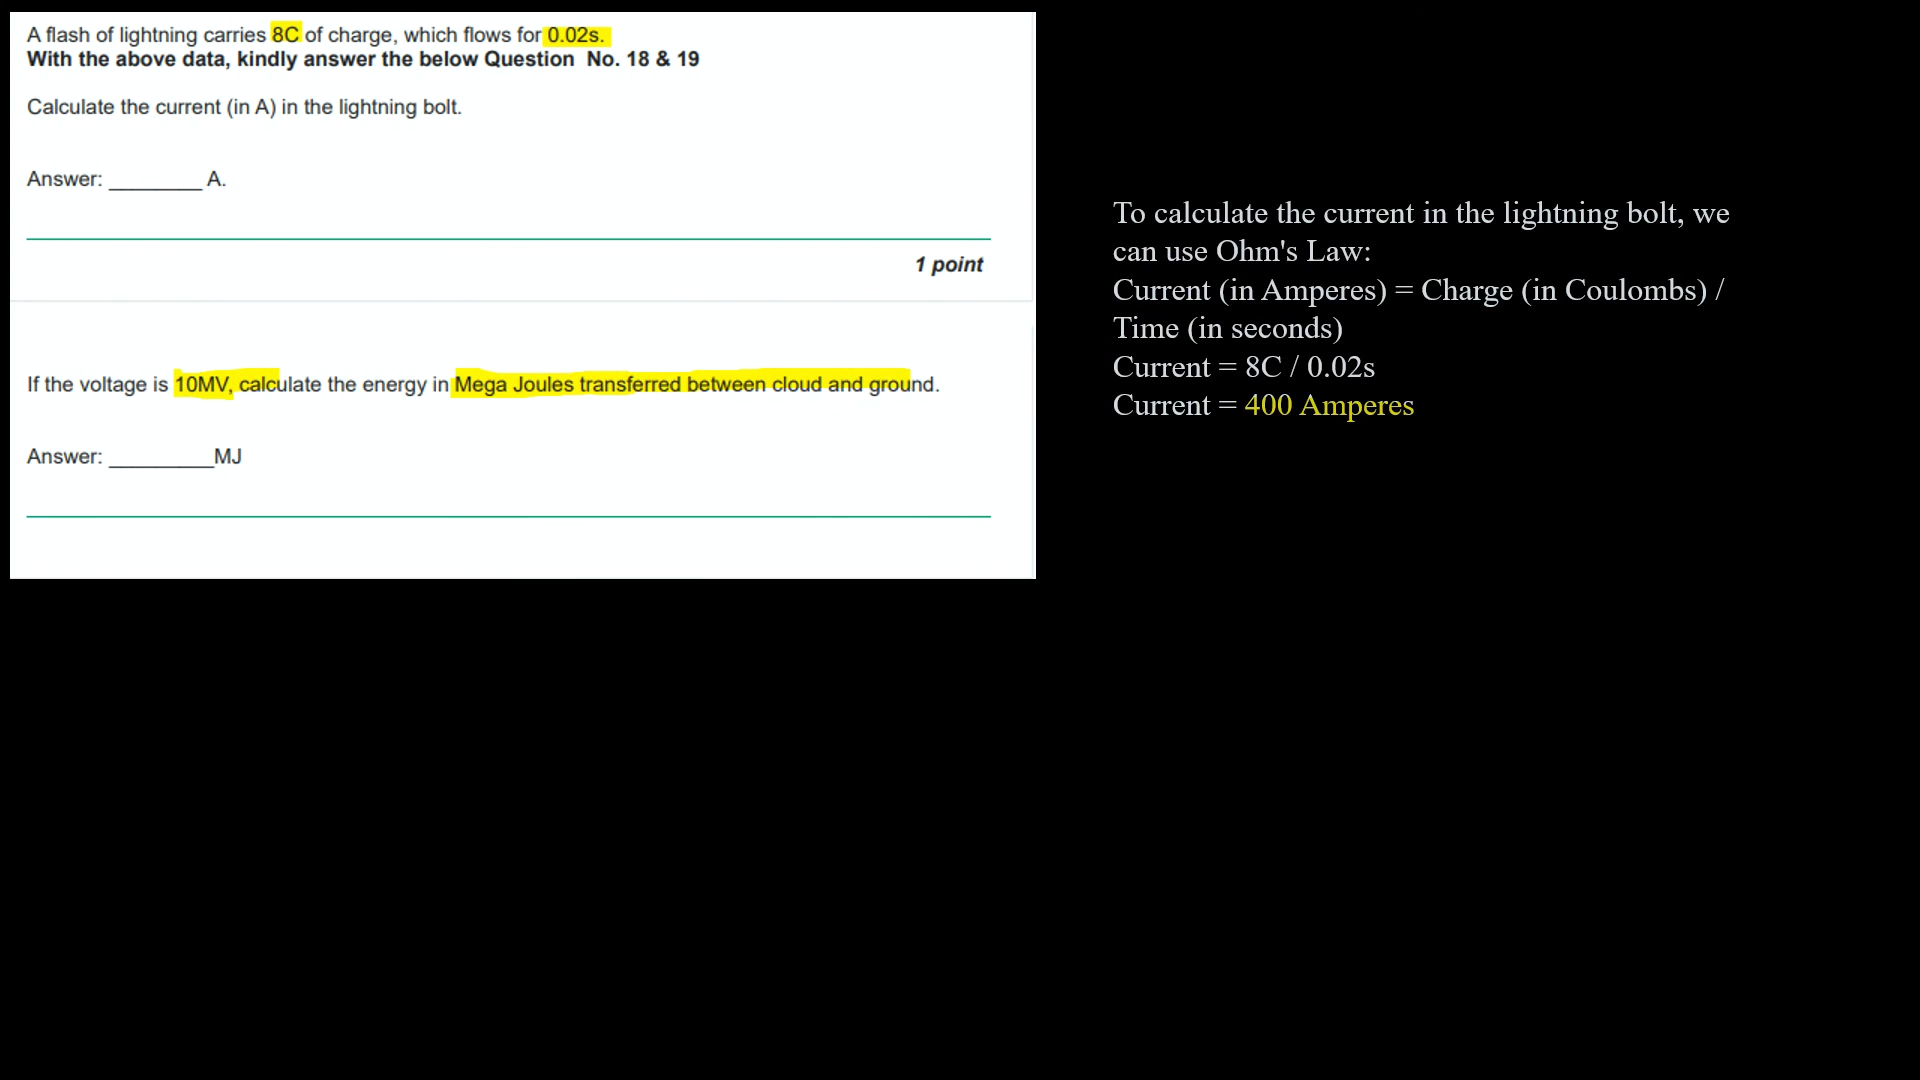 A flash of lightning carries 8C of charge, which flows for 0.02s.
With the above data, kindly answer the below Question  No. 18 & 19
Calculate the current (in A) in the lightning bolt.
Answer: ________ A.
1 point
If the voltage is 10MV, calculate the energy in Mega Joules transferred between cloud and ground.
Answer: _________MJ
To calculate the current in the lightning bolt, we
can use Ohm's Law:
Current (in Amperes) = Charge (in Coulombs) /
Time (in seconds)
Current = 8C / 0.02s
Current = 400 Amperes